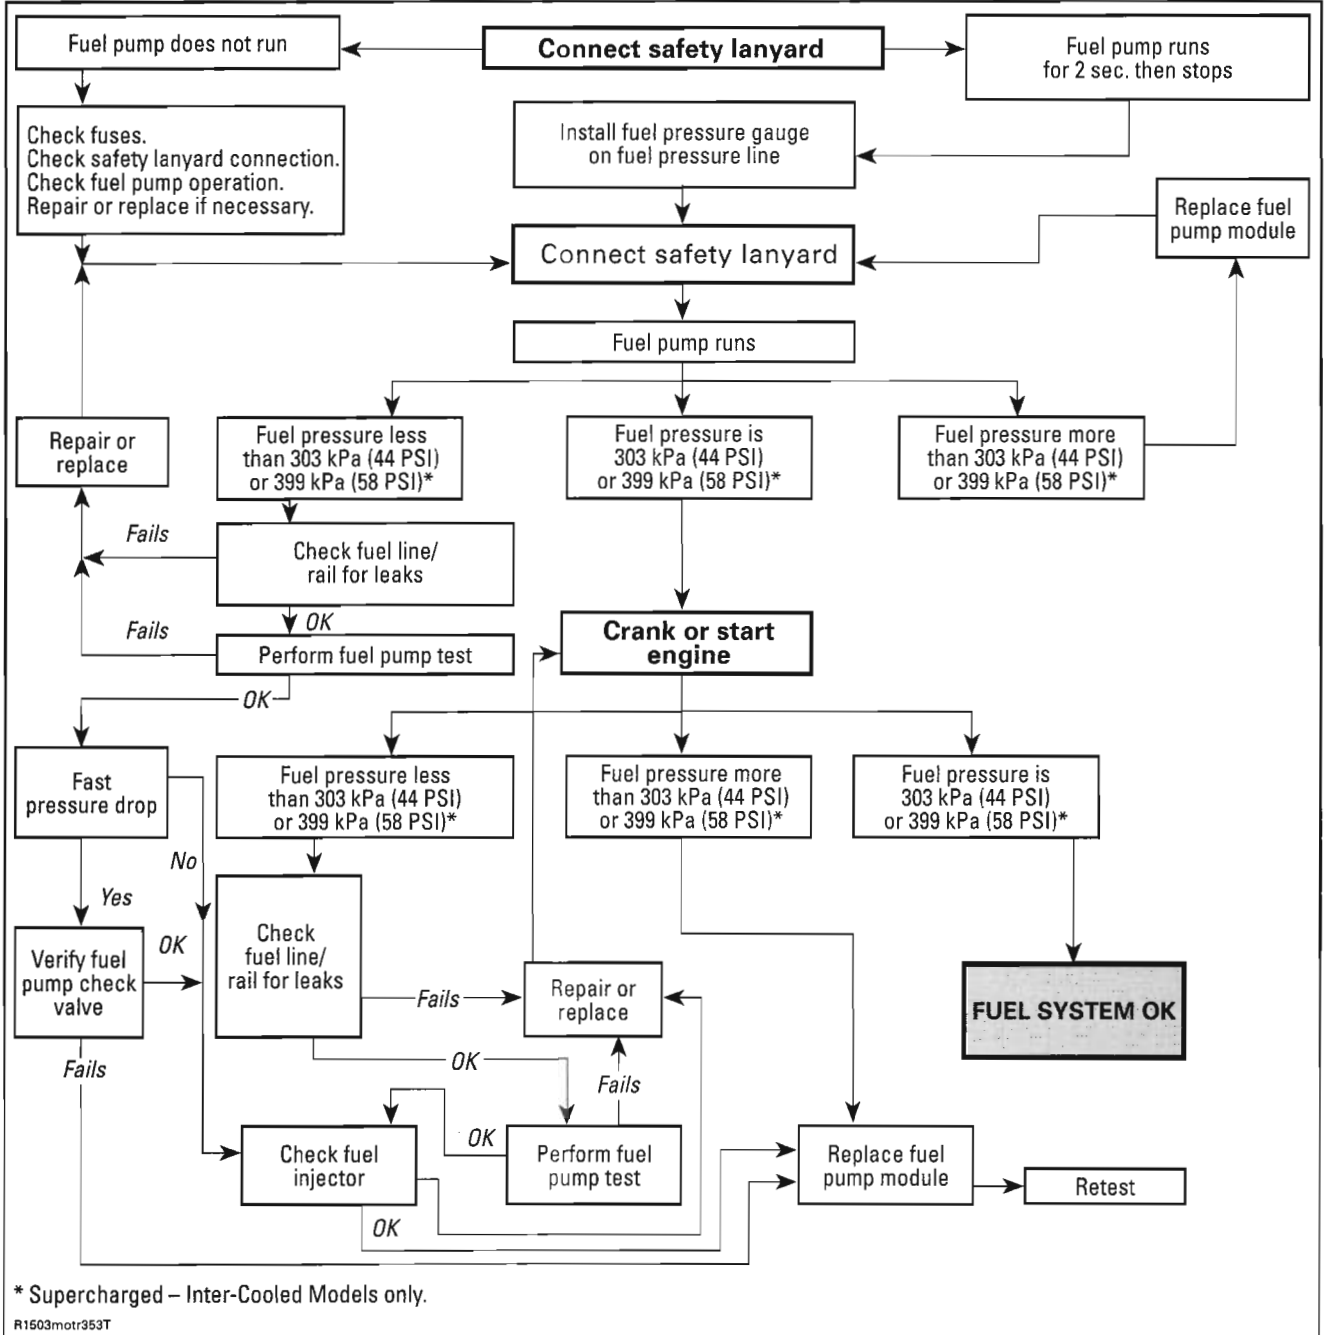 Fuel pump does not run
Connect safety lanyard
Fuel pump runs
for 2 sec. then stops
Check fuses.
Check safety lanyard connection.
Check fuel pump operation.
Repair or replace if necessary.
Install fuel pressure gauge
on fuel pressure line
Replace fuel
pump module
Connect safety lanyard
Fuel pump runs
Repair or
replace
Fuel pressure less
than 303 kPa (44 PSI)
or 399 kPa (58 PSI)*
Fuel pressure is
303 kPa (44 PSI)
or 399 kPa (58 PSI)*
Fuel pressure more
than 303 kPa (44 PSI)
or 399 kPa (58 PSI)*
Fails
Check fuel line/
rail for leaks
OK
Fails
Perform fuel pump test
Crank or start
engine
OK
Fast
pressure drop
Fuel pressure less
than 303 kPa (44 PSI)
or 399 kPa (58 PSI)*
Fuel pressure more
than 303 kPa (44 PSI)
or 399 kPa (58 PSI)*
Fuel pressure is
303 kPa (44 PSI)
or 399 kPa (58 PSI)*
No
Yes
Verify fuel
pump check
valve
OK
Check
fuel line/
rail for leaks
Fails
Repair or
replace
FUEL SYSTEM OK
Fails
OK
Fails
Check fuel
injector
OK
Perform fuel
pump test
Replace fuel
pump module
Retest
OK
* Supercharged – Inter-Cooled Models only.
R1503motr353T